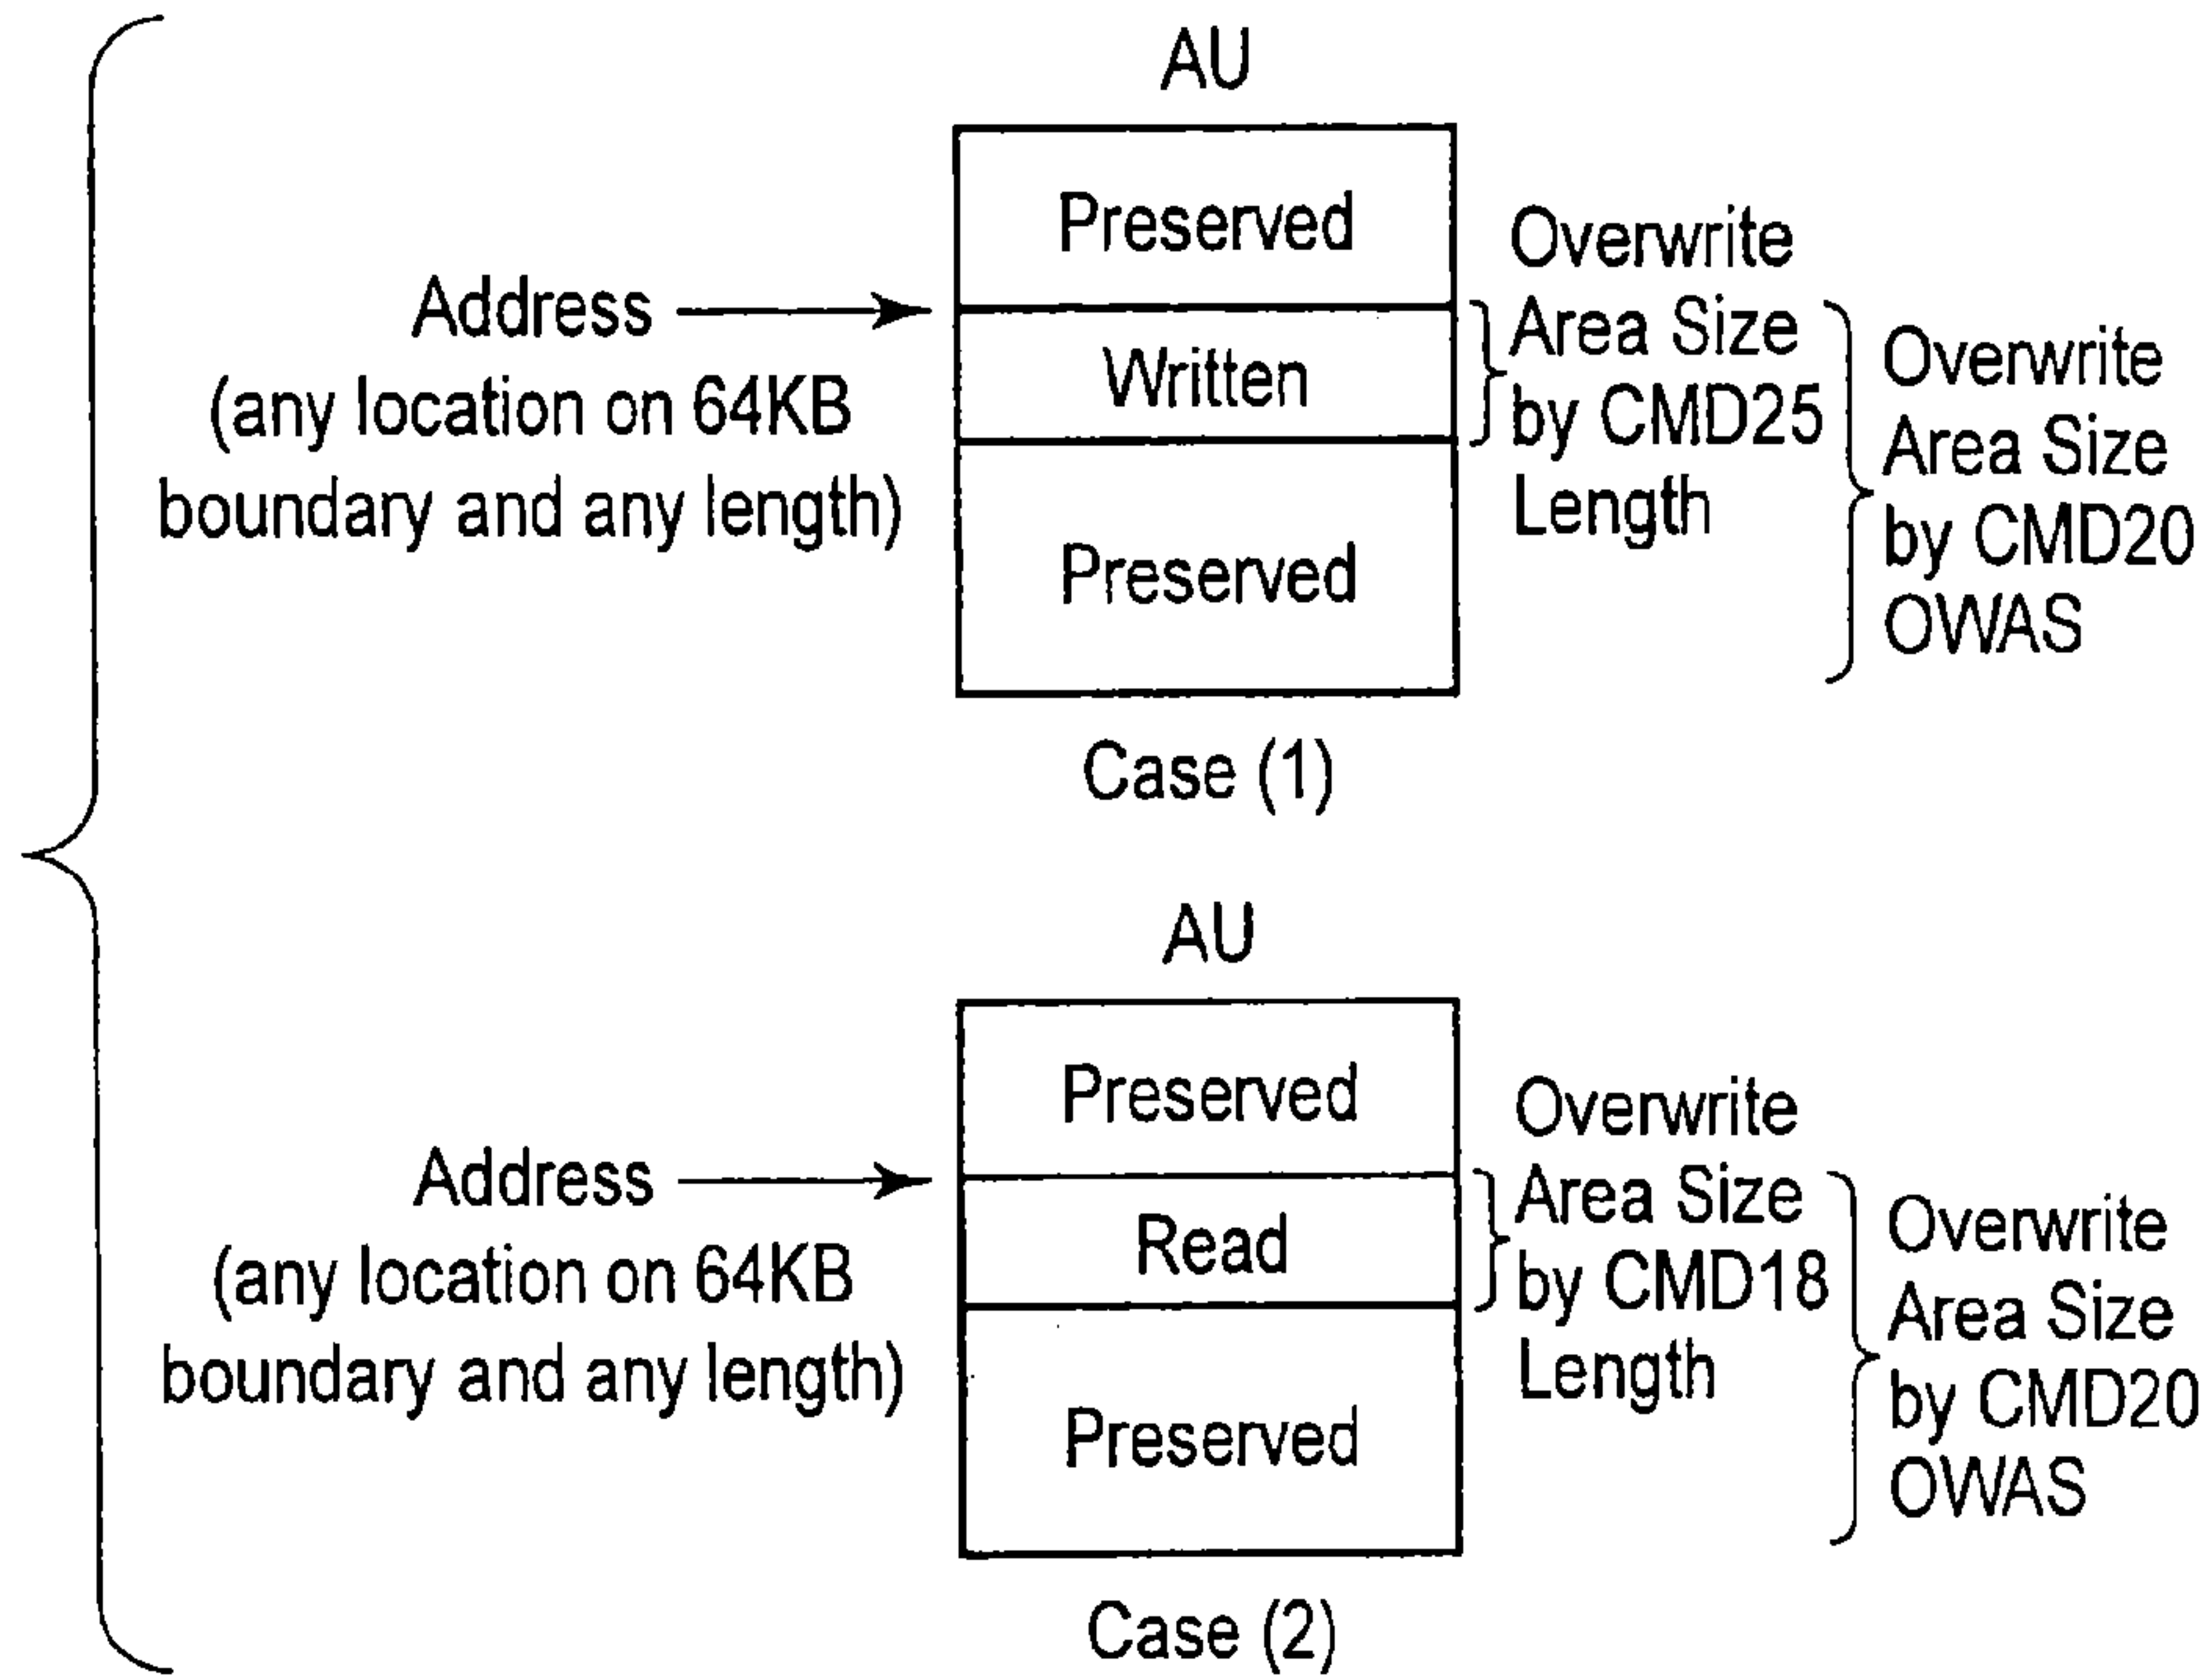 AU
Preserved
Address
(any location on 64KB
boundary and any length)
Written
Preserved
Overwrite
Area Size
by CMD25
Length
Overwrite
Area Size
by CMD20
OWAS
Case (1)
AU
Preserved
Address
(any location on 64KB
boundary and any length)
Read
Preserved
Overwrite
Area Size
by CMD18
Length
Overwrite
Area Size
by CMD20
OWAS
Case (2)